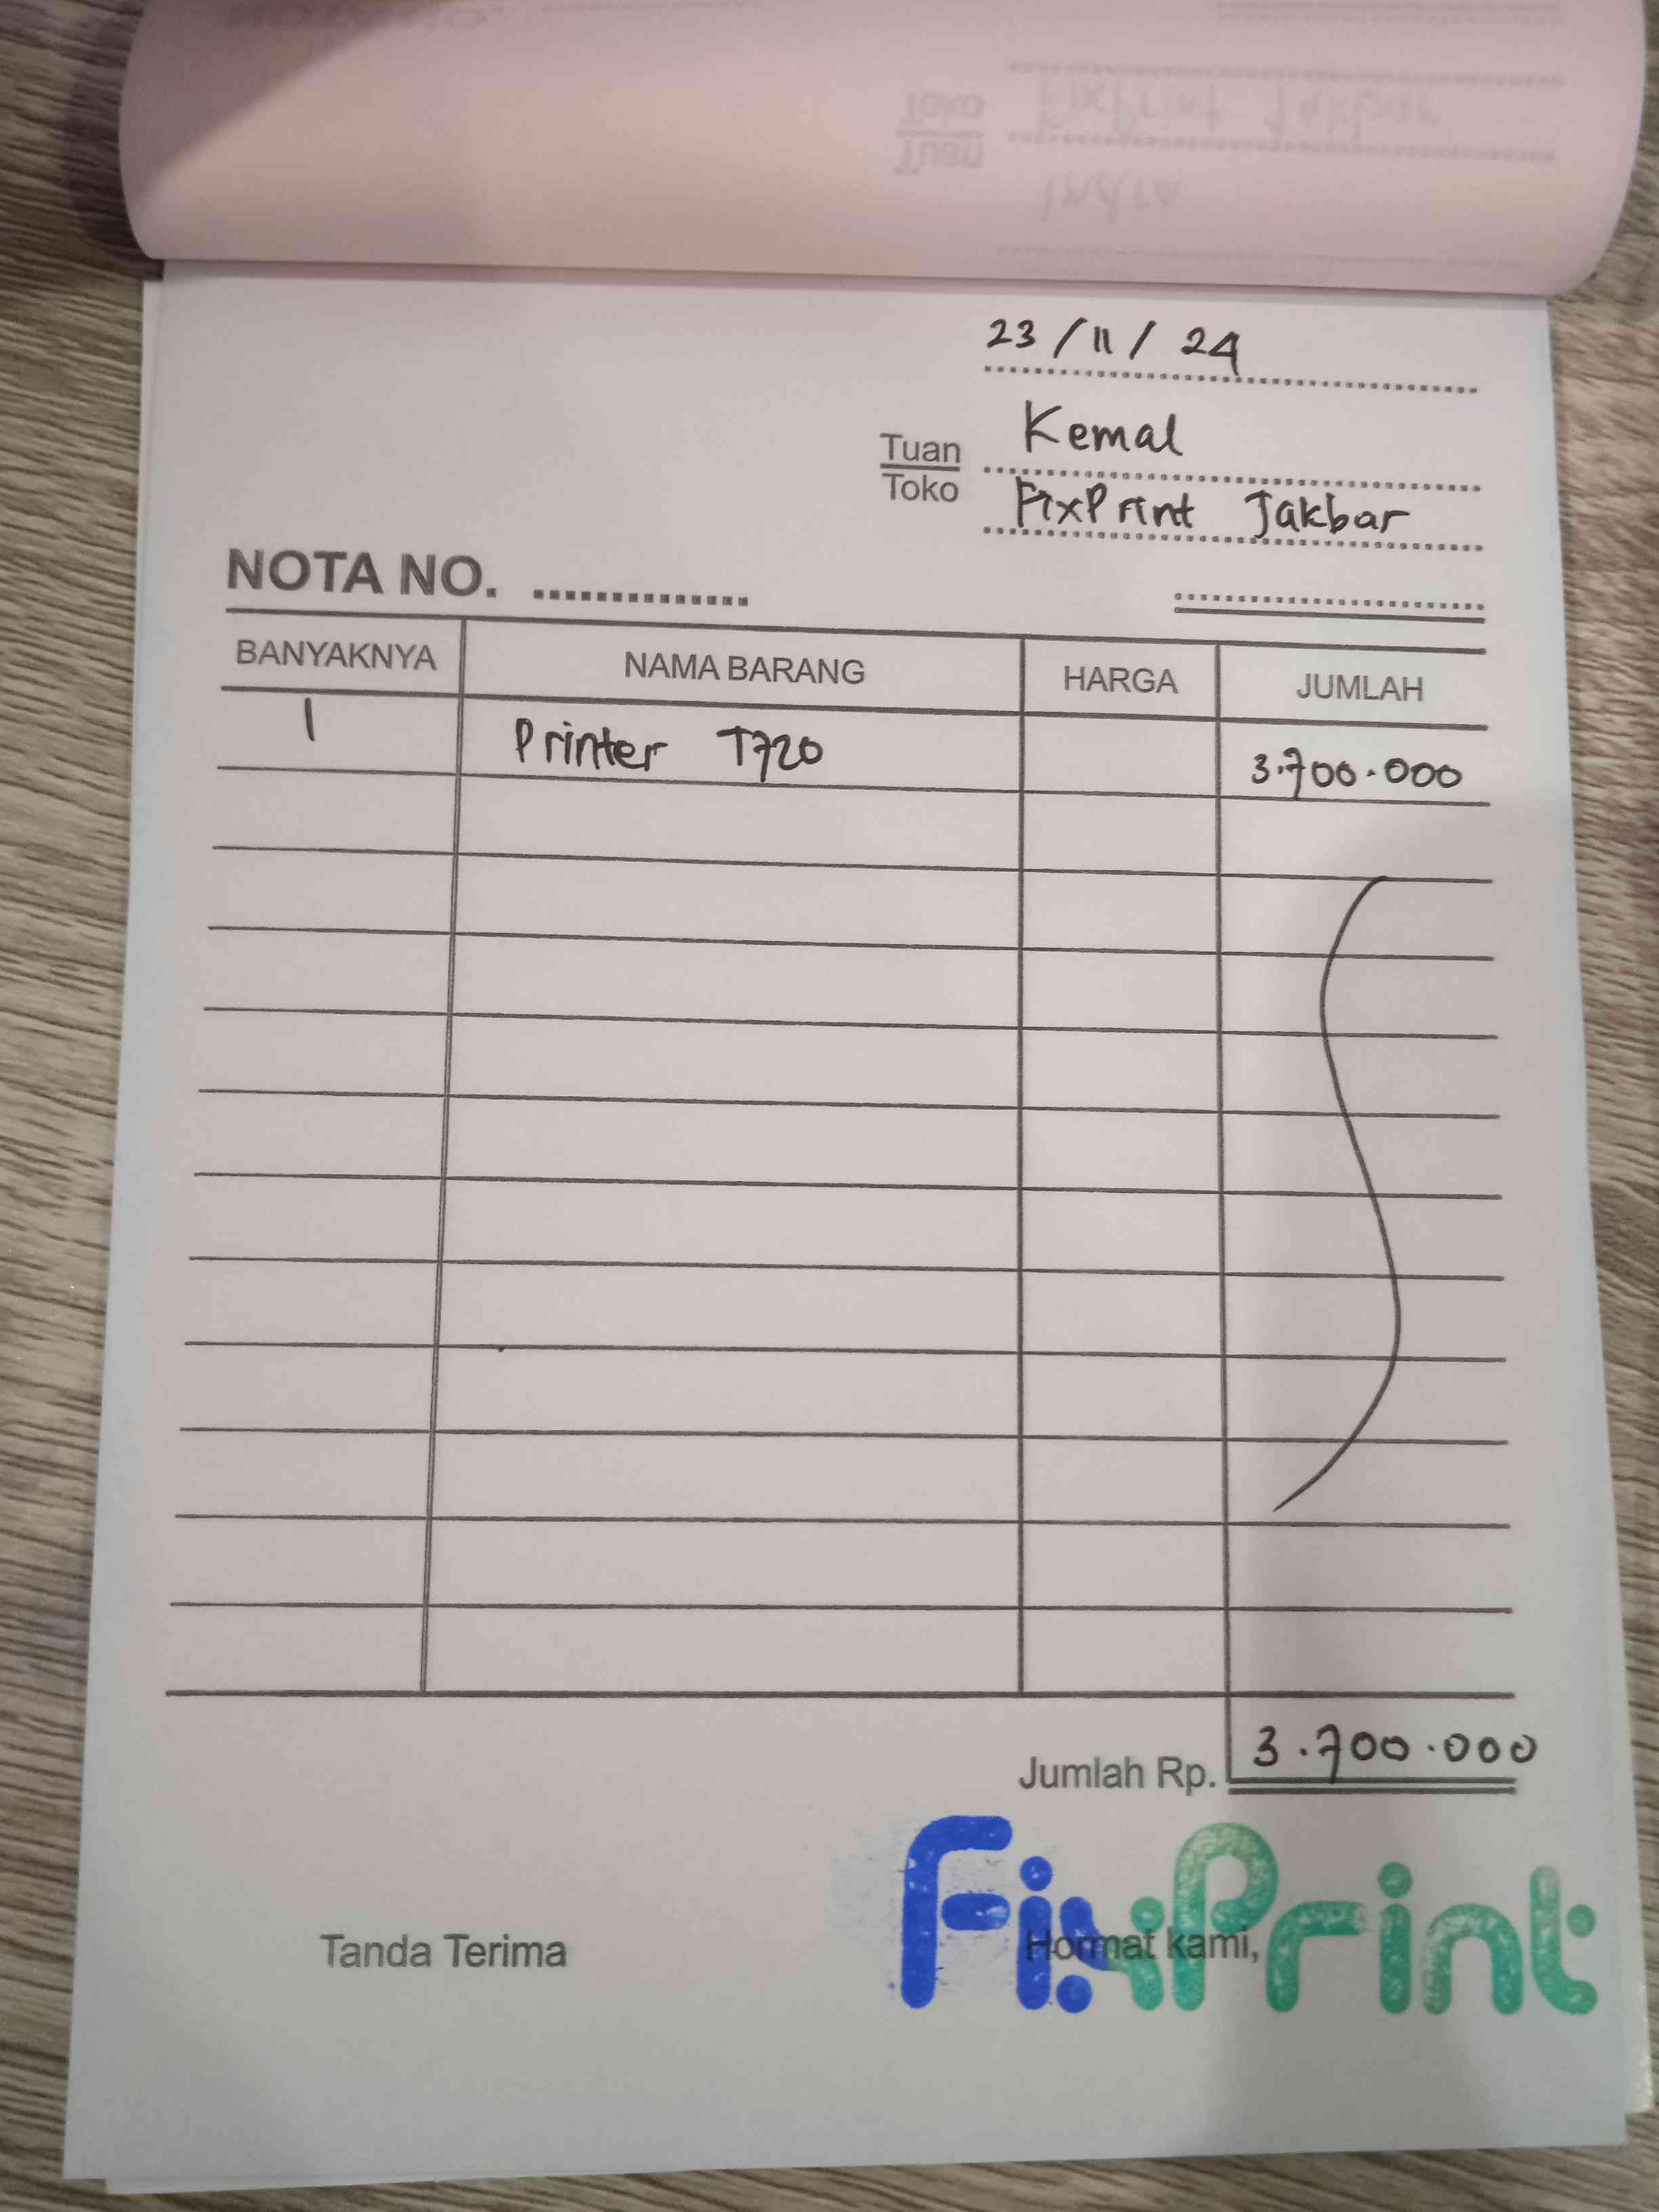 23/11/24
Tuan Kemal
Toko FixPrint Jakbar
NOTA NO. ..............
BANYAKNYA NAMA BARANG HARGA JUMLAH
1 Printer T720 3.700.000
Jumlah Rp. 3.700.000
Tanda Terima Hormat kami,
FixPrint